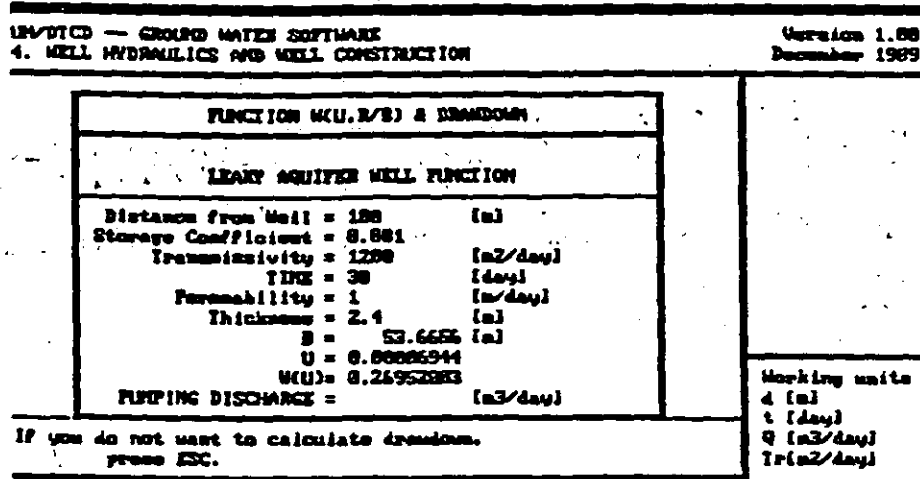 UN/DTCD -- GROUND WATER SOFTWARE
4. WELL HYDRAULICS AND WELL CONSTRUCTION
Version 1.00
December 1989
FUNCTION W(U,R/B) & DRAWDOWN
LEAKY AQUIFER WELL FUNCTION
Distance from Well = 100 [m]
Storage Coefficient = 0.001
Transmissivity = 1200 [m2/day]
TIME = 30 [day]
Permeability = 1 [m/day]
Thickness = 2.4 [m]
B = 53.6656 [m]
U = 0.00006944
W(U)= 0.26952083
PUMPING DISCHARGE = [m3/day]
If you do not want to calculate drawdown,
press ESC.
Working units
d [m]
t [day]
Q [m3/day]
Tr[m2/day]